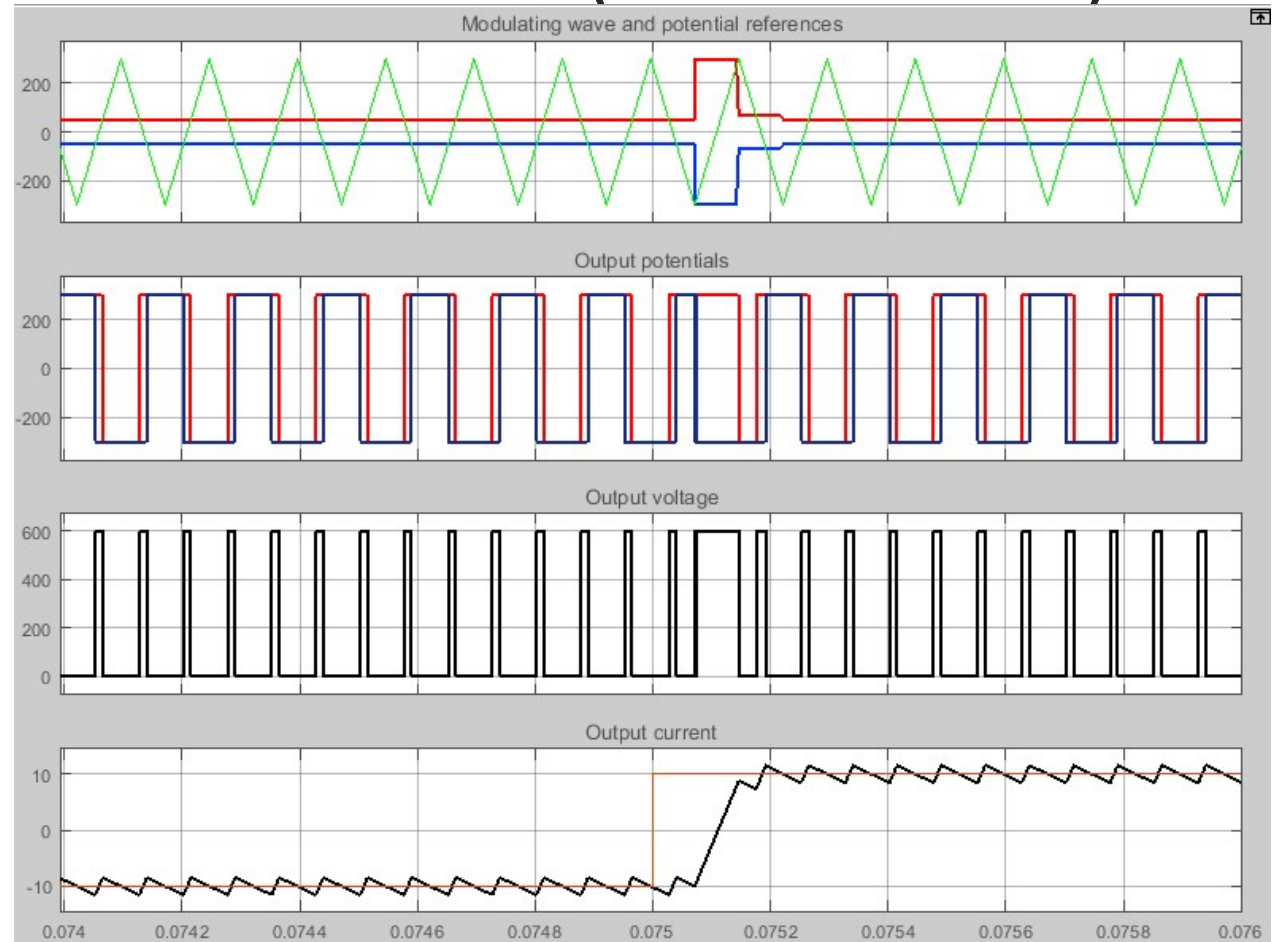 Modulating wave and potential references
200
0
-200
Output potentials
200
0
-200
Output voltage
600
400
200
0
Output current
10
0
-10
0.074 0.0742 0.0744 0.0746 0.0748 0.075 0.0752 0.0754 0.0756 0.0758 0.076